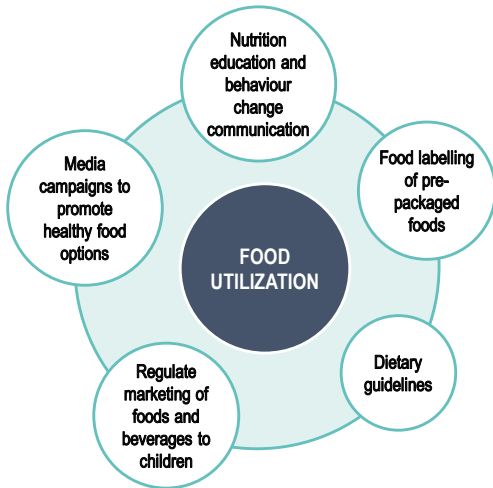 Nutrition
education and
behaviour
change
communication
Food labelling
of pre-
packaged
foods
Dietary
guidelines
Regulate
marketing of
foods and
beverages to
children
Media
campaigns to
promote
healthy food
options
FOOD
UTILIZATION